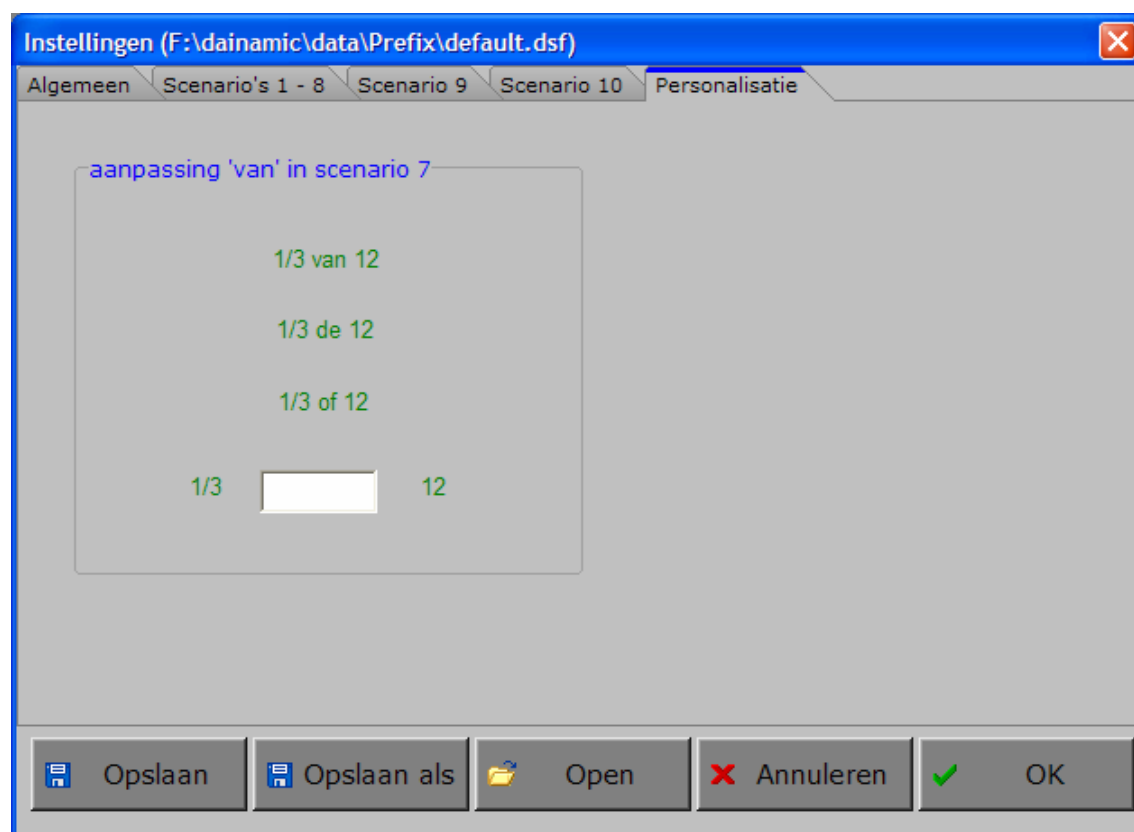 Instellingen (F:\dainamic\data\Prefix\default.dsf)
Algemeen Scenario's 1 - 8 Scenario 9 Scenario 10 Personalisatie
aanpassing 'van' in scenario 7
1/3 van 12
1/3 de 12
1/3 of 12
1/3 12
Opslaan Opslaan als Open Annuleren OK